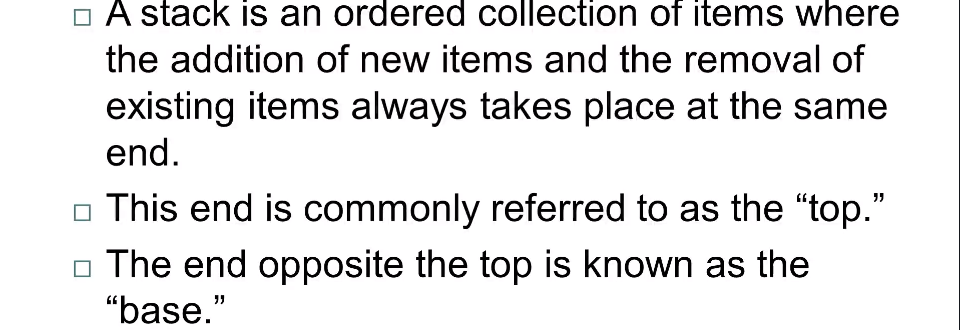 A stack is an ordered collection of items where
the addition of new items and the removal of
existing items always takes place at the same
end.
This end is commonly referred to as the “top.”
The end opposite the top is known as the
“base.”